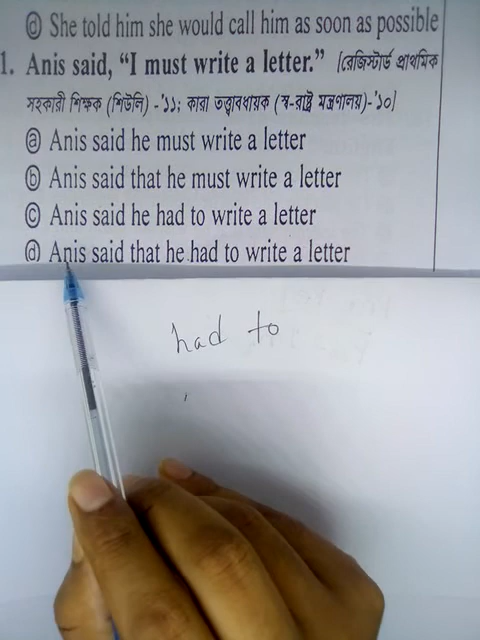 ⓓ She told him she would call him as soon as possible
1. Anis said, “I must write a letter.” [রেজিস্টার্ড প্রাথমিক
সহকারী শিক্ষক (শিউলি) -'১১; কারা তত্ত্বাবধায়ক (স্ব-রাষ্ট্র মন্ত্রণালয়)-'১০]
ⓐ Anis said he must write a letter
ⓑ Anis said that he must write a letter
ⓒ Anis said he had to write a letter
ⓓ Anis said that he had to write a letter
had to